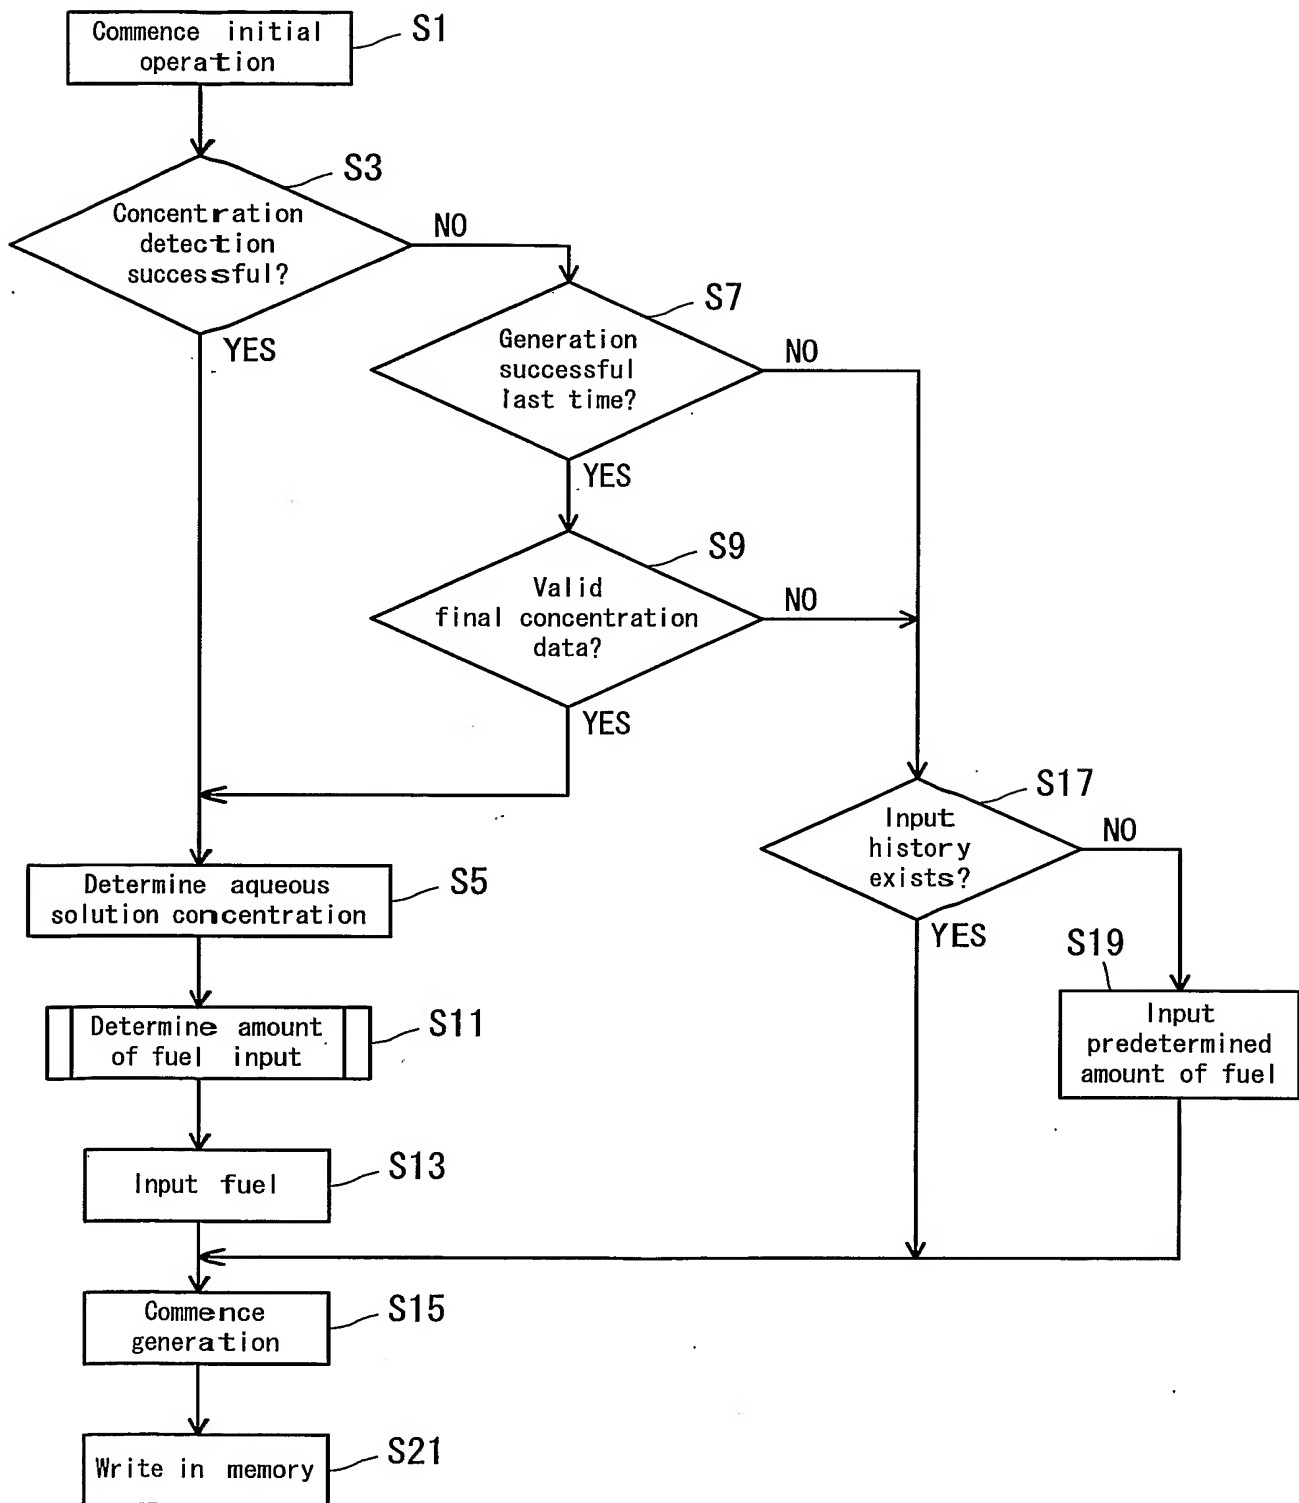 Commence initial
operation
S1
S3
Concentration
detection
successful?
NO
YES
S7
Generation
successful
last time?
NO
YES
S9
Valid
final concentration
data?
NO
YES
S17
Input
history
exists?
NO
YES
S5
Determine aqueous
solution concentration
S19
Input
predetermined
amount of fuel
S11
Determine amount
of fuel input
S13
Input fuel
S15
Commence
generation
S21
Write in memory